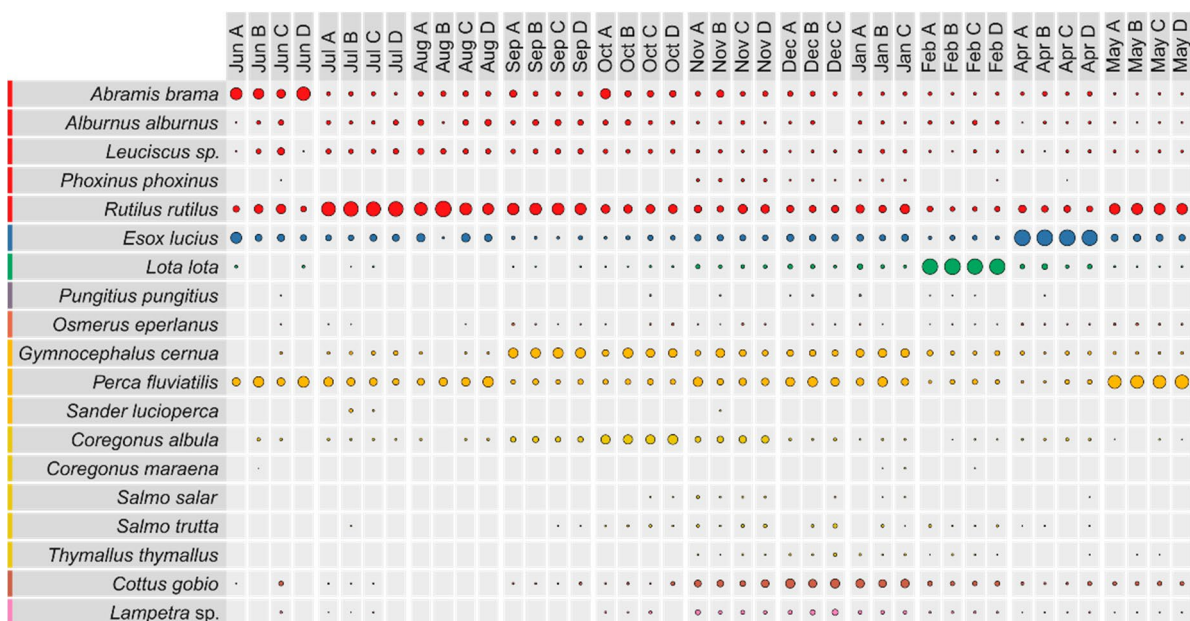 Jun A Jun B Jun C Jun D Jul A Jul B Jul C Jul D Aug A Aug B Aug C Aug D Sep A Sep B Sep C Sep D Oct A Oct B Oct C Oct D Nov A Nov B Nov C Nov D Dec A Dec B Dec C Jan A Jan B Jan C Feb A Feb B Feb C Feb D Apr A Apr B Apr C Apr D May A May B May C May D
Abramis brama
Alburnus alburnus
Leuciscus sp.
Phoxinus phoxinus
Rutilus rutilus
Esox lucius
Lota lota
Pungitius pungitius
Osmerus eperlanus
Gymnocephalus cernua
Perca fluviatilis
Sander lucioperca
Coregonus albula
Coregonus maraena
Salmo salar
Salmo trutta
Thymallus thymallus
Cottus gobio
Lampetra sp.